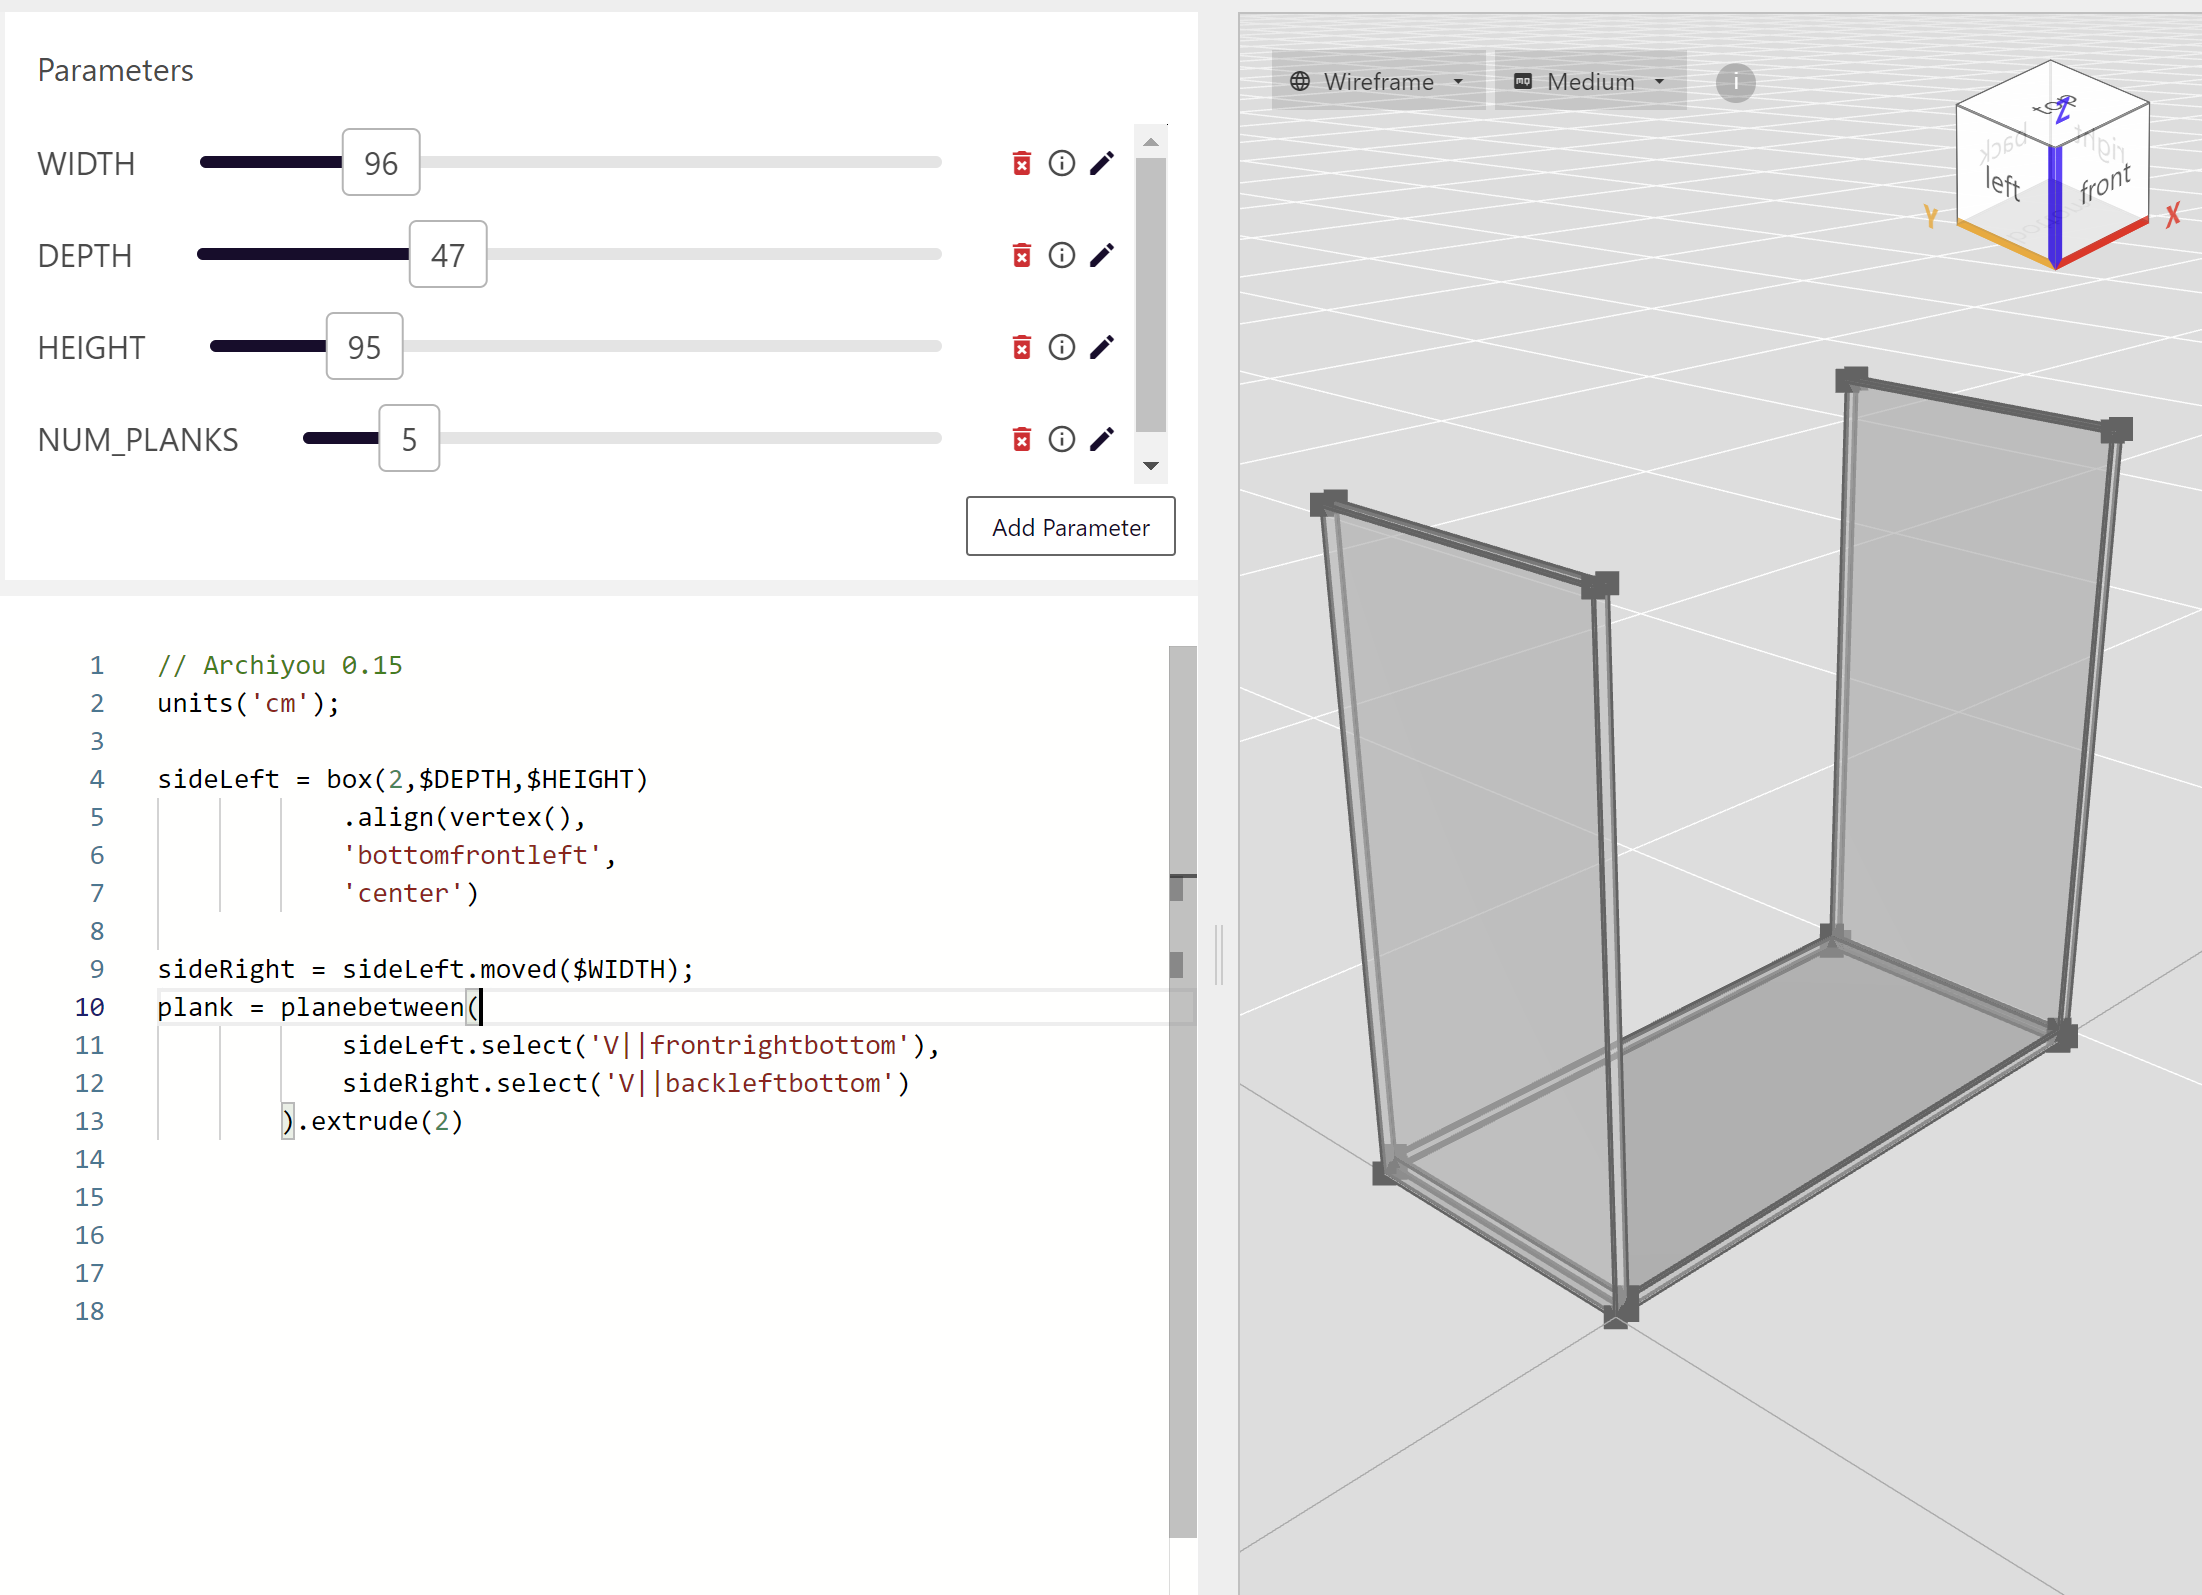 Parameters
WIDTH 96
DEPTH 47
HEIGHT 95
NUM_PLANKS 5
Add Parameter
1 // Archiyou 0.15
2 units('cm');
3
4 sideLeft = box(2,$DEPTH,$HEIGHT)
5 .align(vertex(),
6 'bottomfrontleft',
7 'center')
8
9 sideRight = sideLeft.moved($WIDTH);
10 plank = planebetween(
11 sideLeft.select('V||frontrightbottom'),
12 sideRight.select('V||backleftbottom')
13 ).extrude(2)
14
15
16
17
18
Wireframe
MQ Medium
i
top
Z
back
right
left
front
Y
X